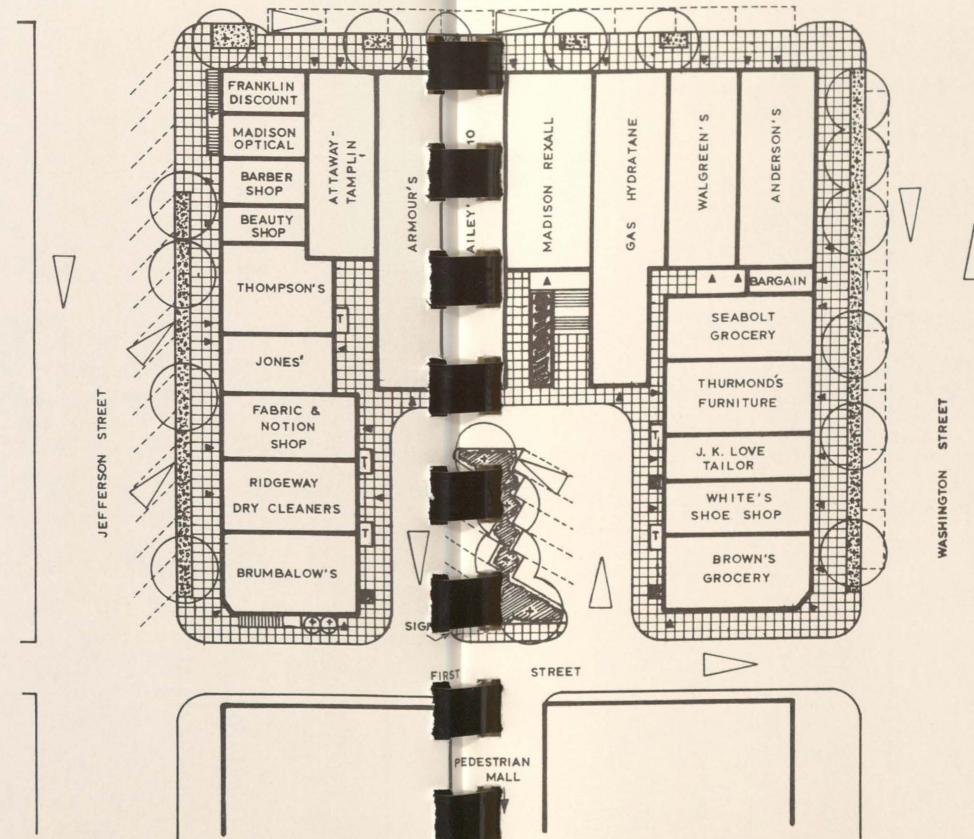 FRANKLIN
DISCOUNT
MADISON
OPTICAL
BARBER
SHOP
BEAUTY
SHOP
ATTAWAY-
TAMPLIN
ARMOUR'S
MADISON REXALL
GAS HYDRATANE
WALGREEN'S
ANDERSON'S
THOMPSON'S
JONES'
FABRIC &
NOTION
SHOP
RIDGEWAY
DRY CLEANERS
BRUMBALOW'S
BARGAIN
SEABOLT
GROCERY
THURMOND'S
FURNITURE
J. K. LOVE
TAILOR
WHITE'S
SHOE SHOP
BROWN'S
GROCERY
T
T
T
T
T
JEFFERSON STREET
WASHINGTON STREET
FIRST STREET
PEDESTRIAN
MALL